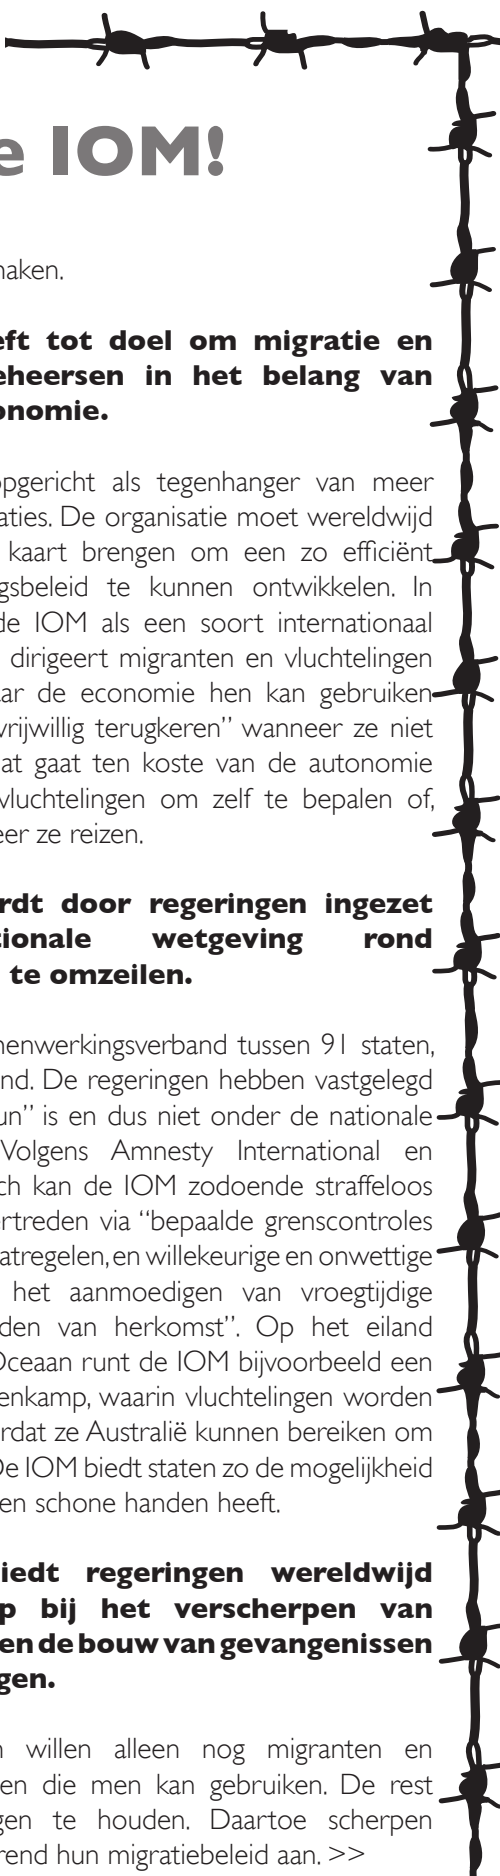 e IOM!
naken.
eft tot doel om migratie en
eheersen in het belang van
onomie.
opgericht als tegenhanger van meer
aties. De organisatie moet wereldwijd
kaart brengen om een zo efficiënt
gsbeleid te kunnen ontwikkelen. In
de IOM als een soort internationaal
dirigeert migranten en vluchtelingen
aar de economie hen kan gebruiken
vrijwillig terugkeren” wanneer ze niet
at gaat ten koste van de autonomie
vluchtelingen om zelf te bepalen of,
eer ze reizen.
rdt door regeringen ingezet
tionale wetgeving rond
te omzeilen.
nenwerkingsverband tussen 91 staten,
nd. De regeringen hebben vastgelegd
un” is en dus niet onder de nationale
Volgens Amnesty International en
ch kan de IOM zodoende straffeloos
ertreden via “bepaalde grenscontroles
atregelen, en willekeurige en onwettige
het aanmoedigen van vroegtijdige
den van herkomst”. Op het eiland
Oceaan runt de IOM bijvoorbeeld een
enkamp, waarin vluchtelingen worden
rdat ze Australië kunnen bereiken om
De IOM biedt staten zo de mogelijkheid
en schone handen heeft.
iedt regeringen wereldwijd
p bij het verscherpen van
en de bouw van gevangenissen
gen.
n willen alleen nog migranten en
en die men kan gebruiken. De rest
gen te houden. Daartoe scherpen
rend hun migratiebeleid aan. >>